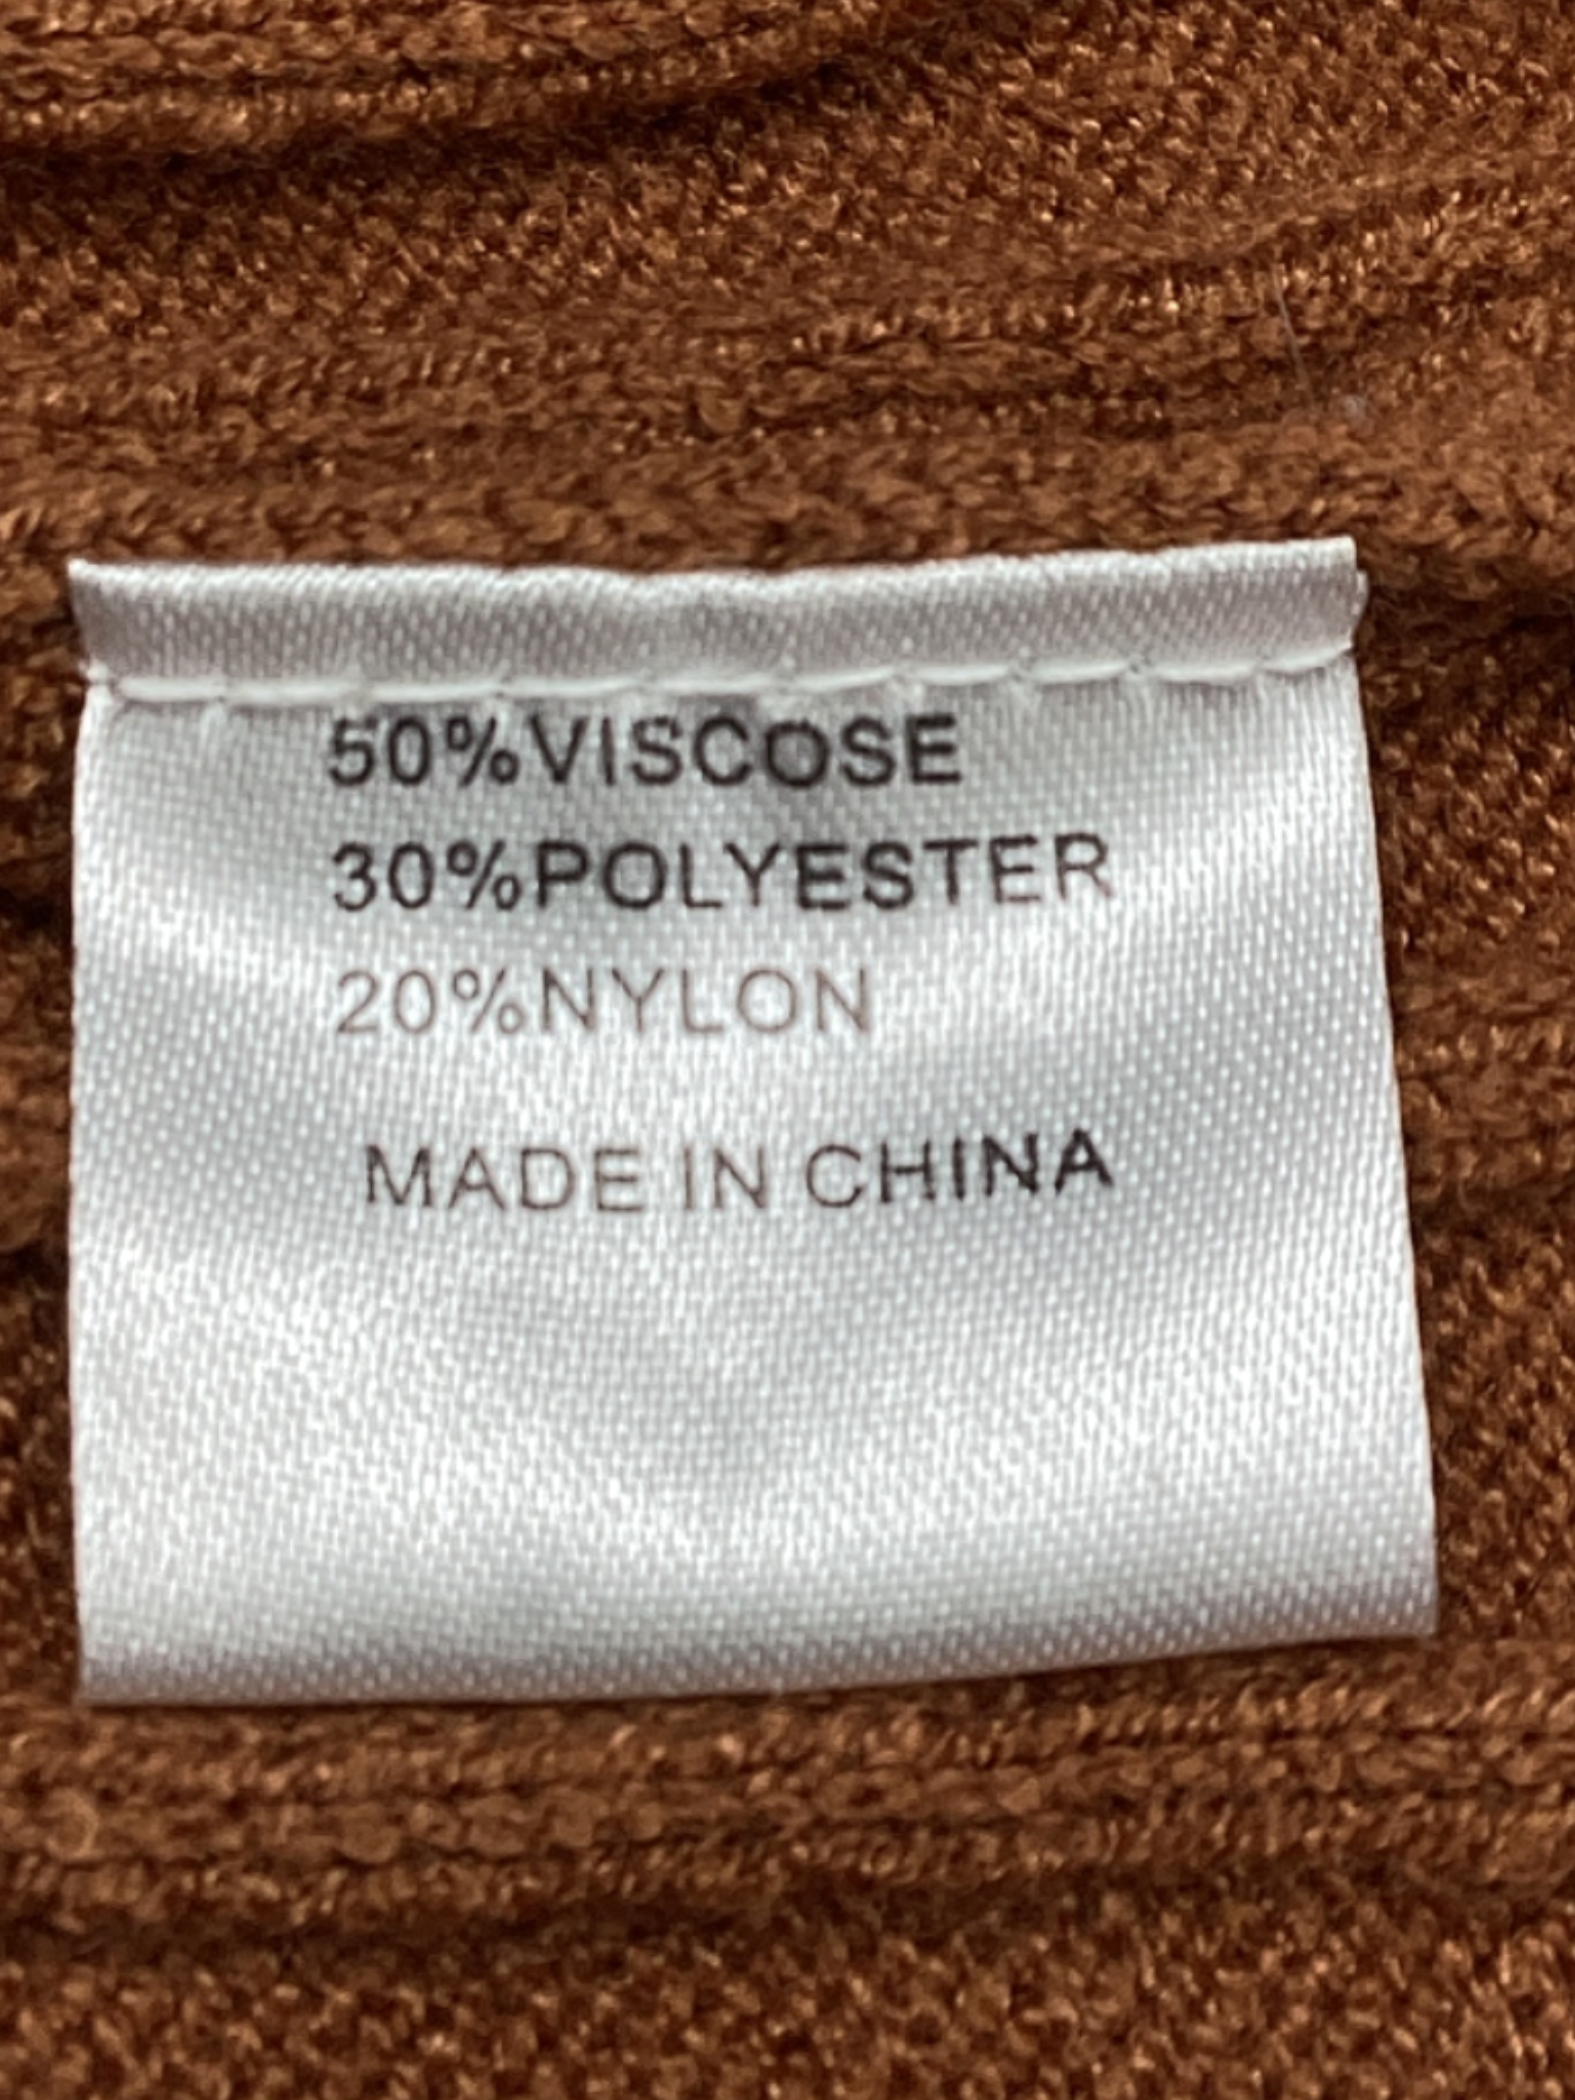 50%VISCOSE
30%POLYESTER
20%NYLON
MADE IN CHINA